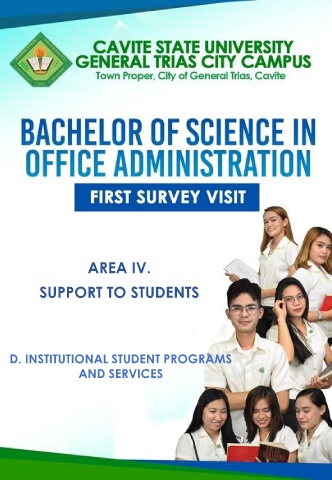 CAVITE STATE UNIVERSITY
GENERAL TRIAS CITY CAMPUS
Town Proper, City of General Trias, Cavite
BACHELOR OF SCIENCE IN
OFFICE ADMINISTRATION
FIRST SURVEY VISIT
AREA IV.
SUPPORT TO STUDENTS
D. INSTITUTIONAL STUDENT PROGRAMS
AND SERVICES